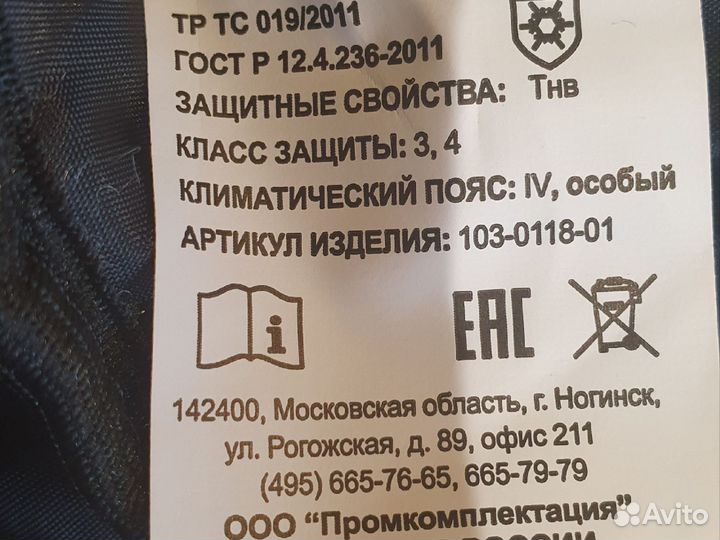 ТР ТС 019/2011
ГОСТ Р 12.4.236-2011
ЗАЩИТНЫЕ СВОЙСТВА: Тнв
КЛАСС ЗАЩИТЫ: 3, 4
КЛИМАТИЧЕСКИЙ ПОЯС: IV, особый
АРТИКУЛ ИЗДЕЛИЯ: 103-0118-01
i
EAC
142400, Московская область, г. Ногинск,
ул. Рогожская, д. 89, офис 211
(495) 665-76-65, 665-79-79
ООО "Промкомплектация"
Avito